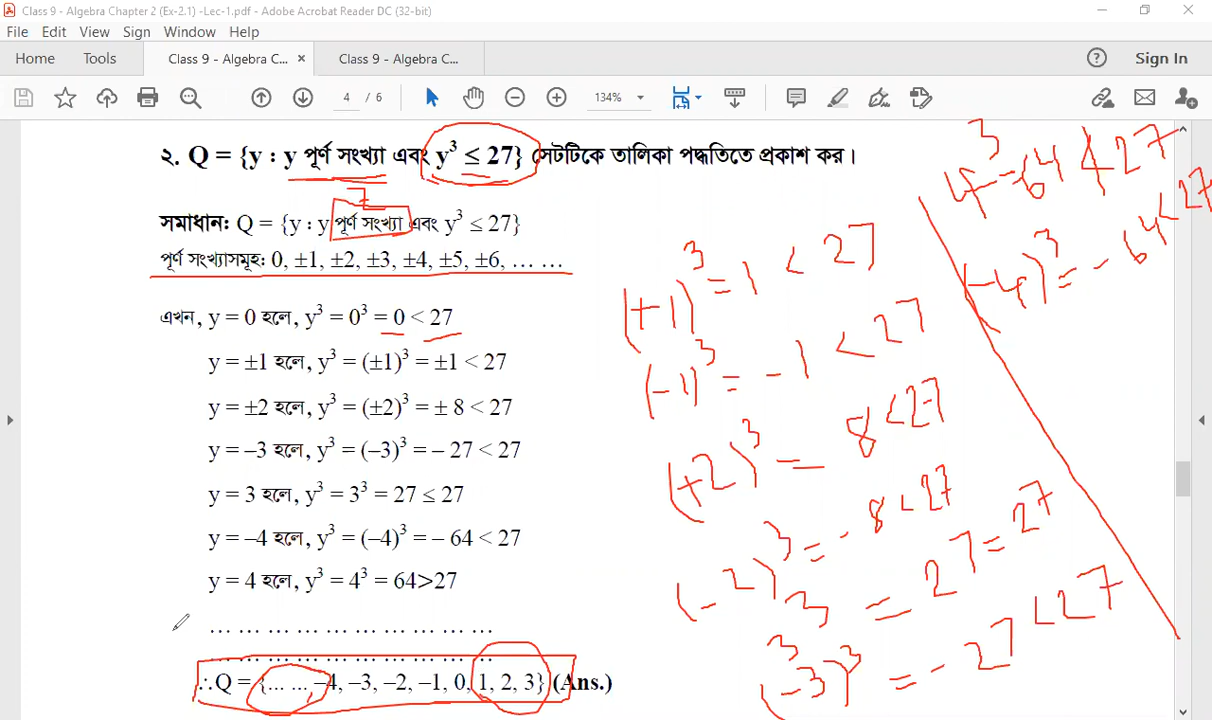 Class 9 - Algebra Chapter 2 (Ex-2.1) -Lec-1.pdf - Adobe Acrobat Reader DC (32-bit)
File Edit View Sign Window Help
Home Tools Class 9 - Algebra C... × Class 9 - Algebra C... Sign In
4 / 6 134%
২. Q = {y : y পূর্ণ সংখ্যা এবং y³ ≤ 27} সেটটিকে তালিকা পদ্ধতিতে প্রকাশ কর।
সমাধান: Q = {y : y পূর্ণ সংখ্যা এবং y³ ≤ 27}
পূর্ণ সংখ্যাসমূহ: 0, ±1, ±2, ±3, ±4, ±5, ±6, ... ...
এখন, y = 0 হলে, y³ = 0³ = 0 < 27
y = ±1 হলে, y³ = (±1)³ = ±1 < 27
y = ±2 হলে, y³ = (±2)³ = ± 8 < 27
y = –3 হলে, y³ = (–3)³ = – 27 < 27
y = 3 হলে, y³ = 3³ = 27 ≤ 27
y = –4 হলে, y³ = (–4)³ = – 64 < 27
y = 4 হলে, y³ = 4³ = 64>27
... ... ... ... ... ... ... ... ... ...
... ... ... ... ... ... ... ... ... ...
∴Q = {... ... –4, –3, –2, –1, 0, 1, 2, 3} (Ans.)
(+1)³ = 1 < 27
(-1)³ = -1 < 27
(+2)³ = 8 < 27
(-2)³ = -8 < 27
3³ = 27 = 27
(-3)³ = -27 < 27
4³ = 64 ≮ 27
(-4)³ = -64 < 27